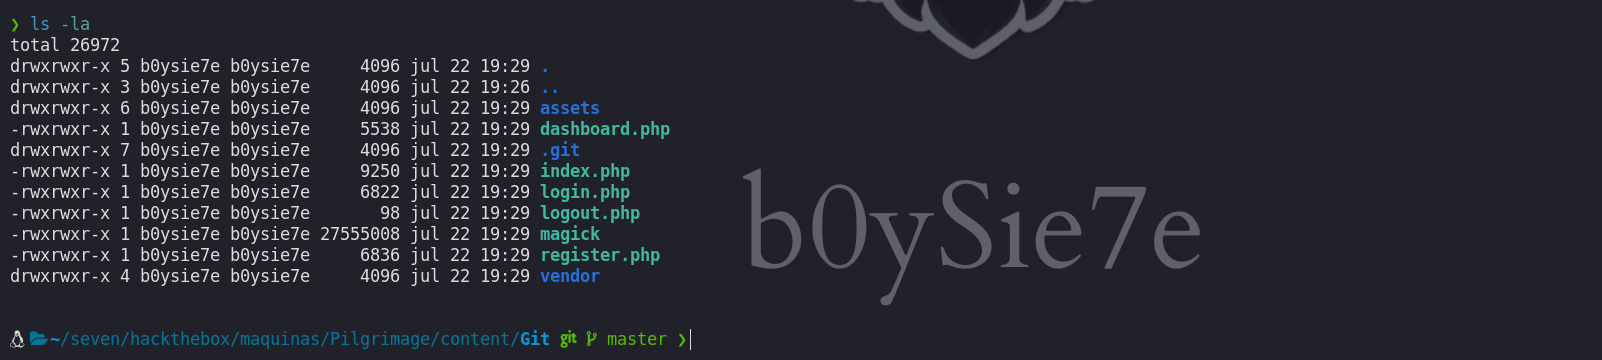 ❯ ls -la
total 26972
drwxrwxr-x 5 b0ysie7e b0ysie7e     4096 jul 22 19:29 .
drwxrwxr-x 3 b0ysie7e b0ysie7e     4096 jul 22 19:26 ..
drwxrwxr-x 6 b0ysie7e b0ysie7e     4096 jul 22 19:29 assets
-rwxrwxr-x 1 b0ysie7e b0ysie7e     5538 jul 22 19:29 dashboard.php
drwxrwxr-x 7 b0ysie7e b0ysie7e     4096 jul 22 19:29 .git
-rwxrwxr-x 1 b0ysie7e b0ysie7e     9250 jul 22 19:29 index.php
-rwxrwxr-x 1 b0ysie7e b0ysie7e     6822 jul 22 19:29 login.php
-rwxrwxr-x 1 b0ysie7e b0ysie7e       98 jul 22 19:29 logout.php
-rwxrwxr-x 1 b0ysie7e b0ysie7e 27555008 jul 22 19:29 magick
-rwxrwxr-x 1 b0ysie7e b0ysie7e     6836 jul 22 19:29 register.php
drwxrwxr-x 4 b0ysie7e b0ysie7e     4096 jul 22 19:29 vendor
b0ySie7e
~/seven/hackthebox/maquinas/Pilgrimage/content/Git git master ❯